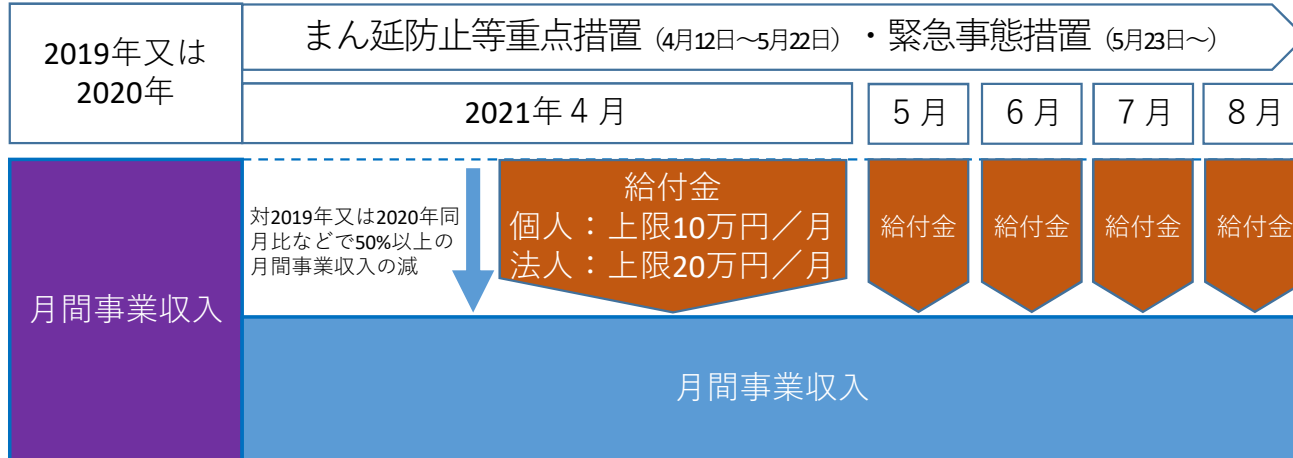 2019年又は
2020年
まん延防止等重点措置（4月12日～5月22日）・緊急事態措置（5月23日～）
2021年４月
５月
６月
７月
８月
月間事業収入
対2019年又は2020年同
月比などで50%以上の
月間事業収入の減
給付金
個人：上限10万円／月
法人：上限20万円／月
給付金
給付金
給付金
給付金
月間事業収入